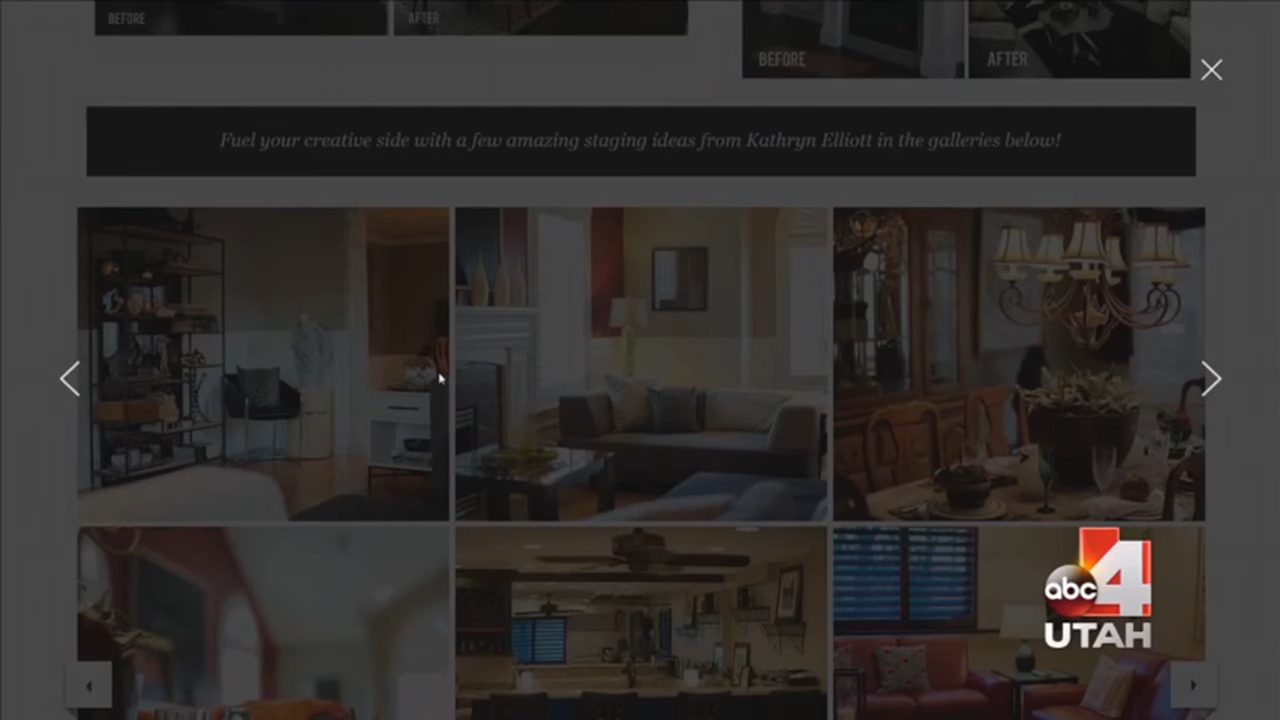 BEFORE
AFTER
BEFORE
AFTER
Fuel your creative side with a few amazing staging ideas from Kathryn Elliott in the galleries below!
abc 4
UTAH